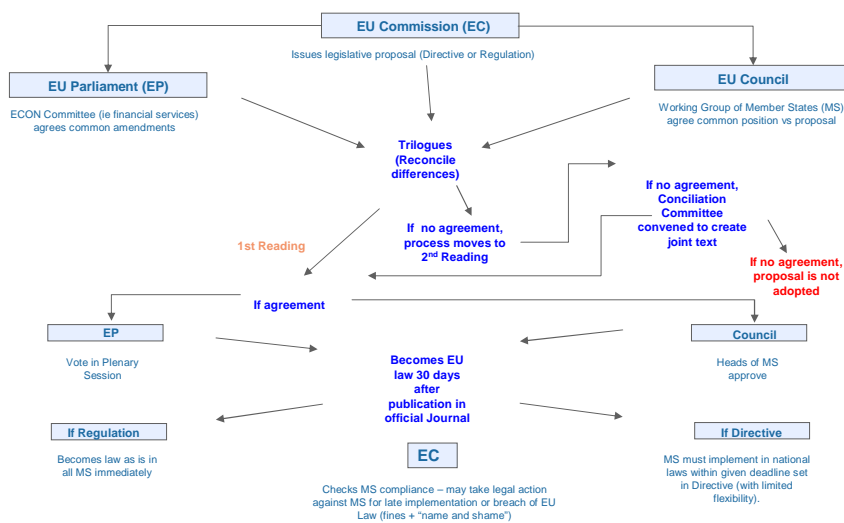 EU Commission (EC)
Issues legislative proposal (Directive or Regulation)
EU Parliament (EP)
ECON Committee (ie financial services)
agrees common amendments
EU Council
Working Group of Member States (MS)
agree common position vs proposal
Trilogues
(Reconcile
differences)
If no agreement,
Conciliation
Committee
convened to create
joint text
1st Reading
If no agreement,
process moves to
2nd Reading
If no agreement,
proposal is not
adopted
If agreement
EP
Vote in Plenary
Session
Council
Heads of MS
approve
Becomes EU
law 30 days
after
publication in
official Journal
If Regulation
Becomes law as is in
all MS immediately
If Directive
MS must implement in national
laws within given deadline set
in Directive (with limited
flexibility).
EC
Checks MS compliance – may take legal action
against MS for late implementation or breach of EU
Law (fines + “name and shame”)